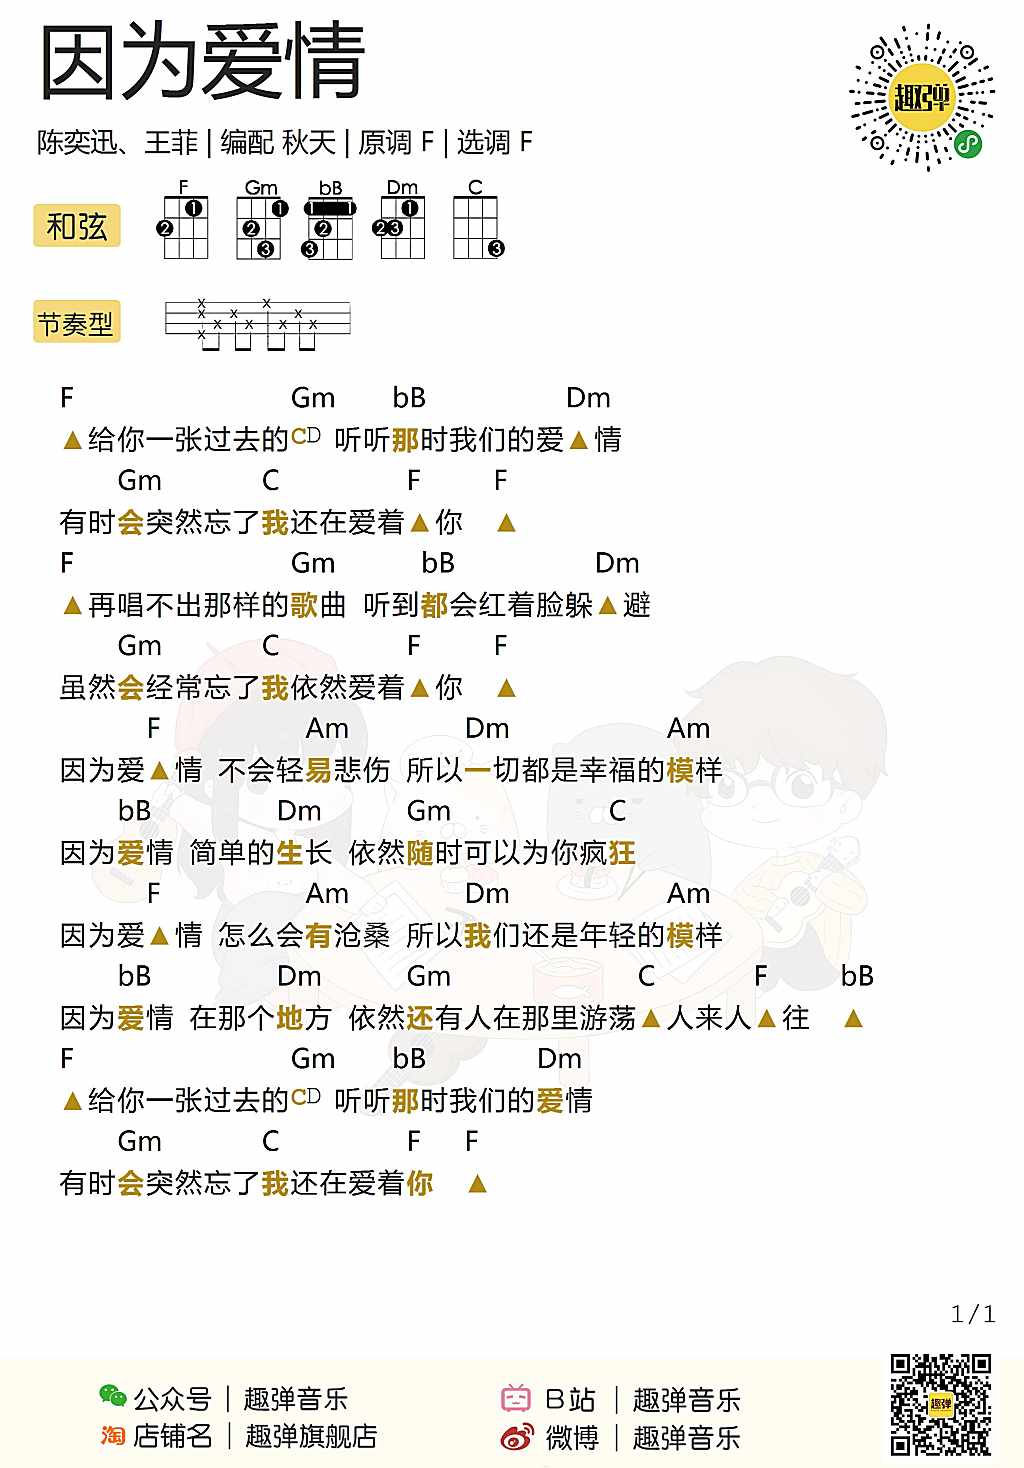 因为爱情
趣弹
陈奕迅、王菲 | 编配 秋天 | 原调 F | 选调 F
和弦 F Gm bB Dm C
1 1 1 1 1
2 2 2 2 3 3
3 3
节奏型
F Gm bB Dm
▲给你一张过去的CD 听听那时我们的爱▲情
Gm C F F
有时会突然忘了我还在爱着▲你 ▲
F Gm bB Dm
▲再唱不出那样的歌曲 听到都会红着脸躲▲避
Gm C F F
虽然会经常忘了我依然爱着▲你 ▲
F Am Dm Am
因为爱▲情 不会轻易悲伤 所以一切都是幸福的模样
bB Dm Gm C
因为爱情 简单的生长 依然随时可以为你疯狂
F Am Dm Am
因为爱▲情 怎么会有沧桑 所以我们还是年轻的模样
bB Dm Gm C F bB
因为爱情 在那个地方 依然还有人在那里游荡▲人来人▲往 ▲
F Gm bB Dm
▲给你一张过去的CD 听听那时我们的爱情
Gm C F F
有时会突然忘了我还在爱着你 ▲
1/1
公众号 | 趣弹音乐
B站 | 趣弹音乐
淘 店铺名 | 趣弹旗舰店
微博 | 趣弹音乐
趣弹